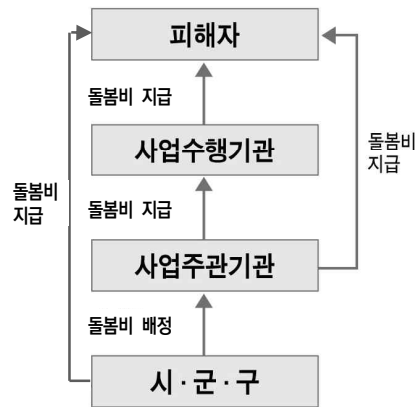 피해자
돌봄비 지급
사업수행기관
돌봄비
지급
돌봄비
지급
돌봄비 지급
사업주관기관
돌봄비 배정
시·군·구